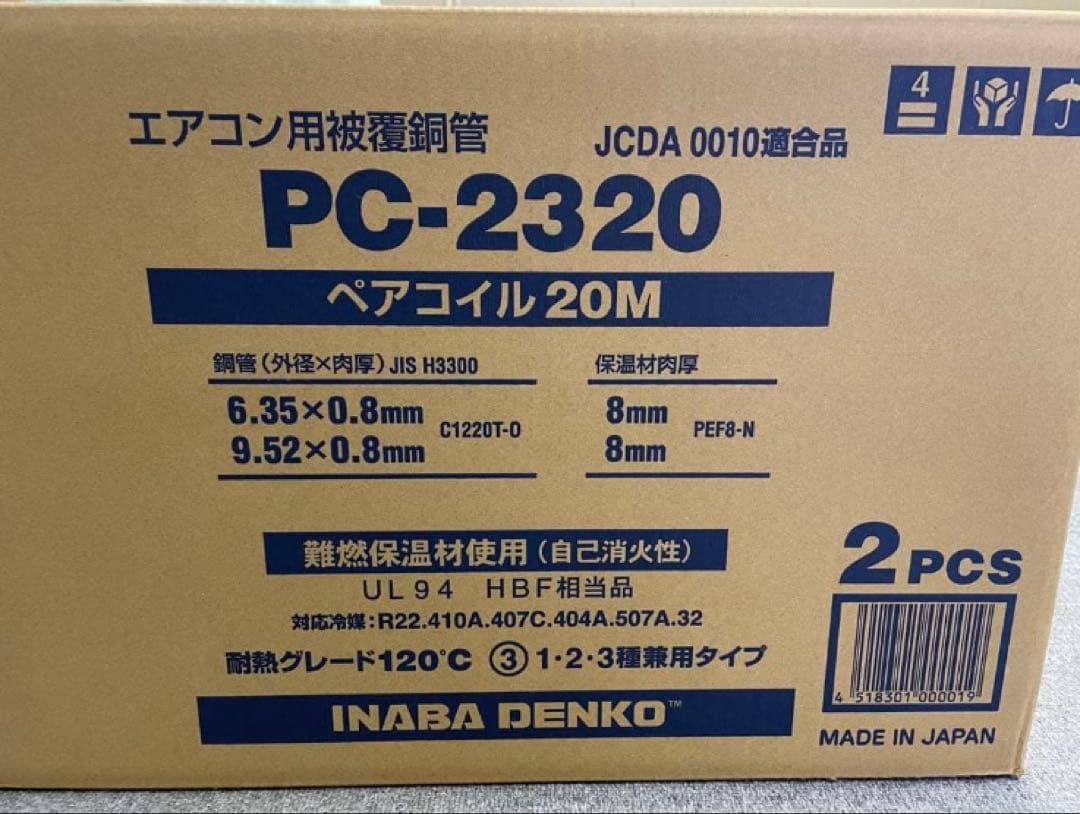 4
エアコン用被覆銅管
JCDA 0010適合品
PC-2320
ペアコイル20M
銅管(外径×肉厚)JIS H3300
6.35×0.8mm
9.52×0.8mm
C1220T-O
保温材肉厚
8mm
8mm
PEF8-N
難燃保温材使用(自己消火性)
UL94 HBF相当品
対応冷媒:R22.410A.407C.404A.507A.32
耐熱グレード120℃ ③ 1・2・3種兼用タイプ
INABA DENKO™
2PCS
4 518301 000019
MADE IN JAPAN